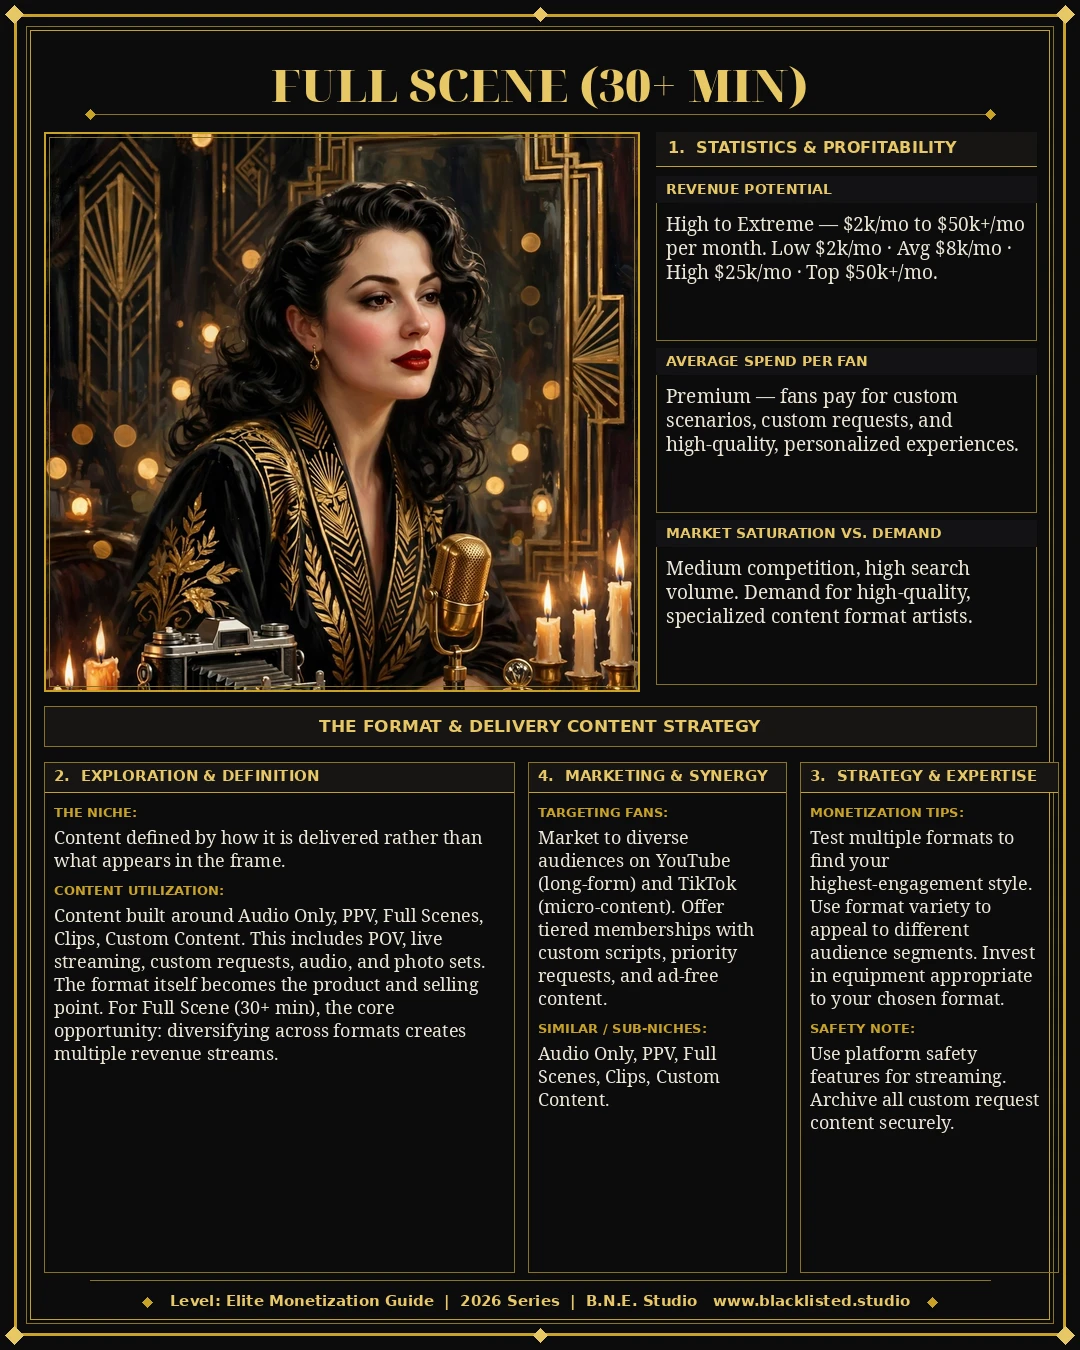 FULL SCENE (30+ MIN)
1. STATISTICS & PROFITABILITY
REVENUE POTENTIAL
High to Extreme — $2k/mo to $50k+/mo
per month. Low $2k/mo · Avg $8k/mo ·
High $25k/mo · Top $50k+/mo.
AVERAGE SPEND PER FAN
Premium — fans pay for custom
scenarios, custom requests, and
high-quality, personalized experiences.
MARKET SATURATION VS. DEMAND
Medium competition, high search
volume. Demand for high-quality,
specialized content format artists.
THE FORMAT & DELIVERY CONTENT STRATEGY
2. EXPLORATION & DEFINITION
THE NICHE:
Content defined by how it is delivered rather than
what appears in the frame.
CONTENT UTILIZATION:
Content built around Audio Only, PPV, Full Scenes,
Clips, Custom Content. This includes POV, live
streaming, custom requests, audio, and photo sets.
The format itself becomes the product and selling
point. For Full Scene (30+ min), the core
opportunity: diversifying across formats creates
multiple revenue streams.
4. MARKETING & SYNERGY
TARGETING FANS:
Market to diverse
audiences on YouTube
(long-form) and TikTok
(micro-content). Offer
tiered memberships with
custom scripts, priority
requests, and ad-free
content.
SIMILAR / SUB-NICHES:
Audio Only, PPV, Full
Scenes, Clips, Custom
Content.
3. STRATEGY & EXPERTISE
MONETIZATION TIPS:
Test multiple formats to
find your
highest-engagement style.
Use format variety to
appeal to different
audience segments. Invest
in equipment appropriate
to your chosen format.
SAFETY NOTE:
Use platform safety
features for streaming.
Archive all custom request
content securely.
Level: Elite Monetization Guide | 2026 Series | B.N.E. Studio www.blacklisted.studio